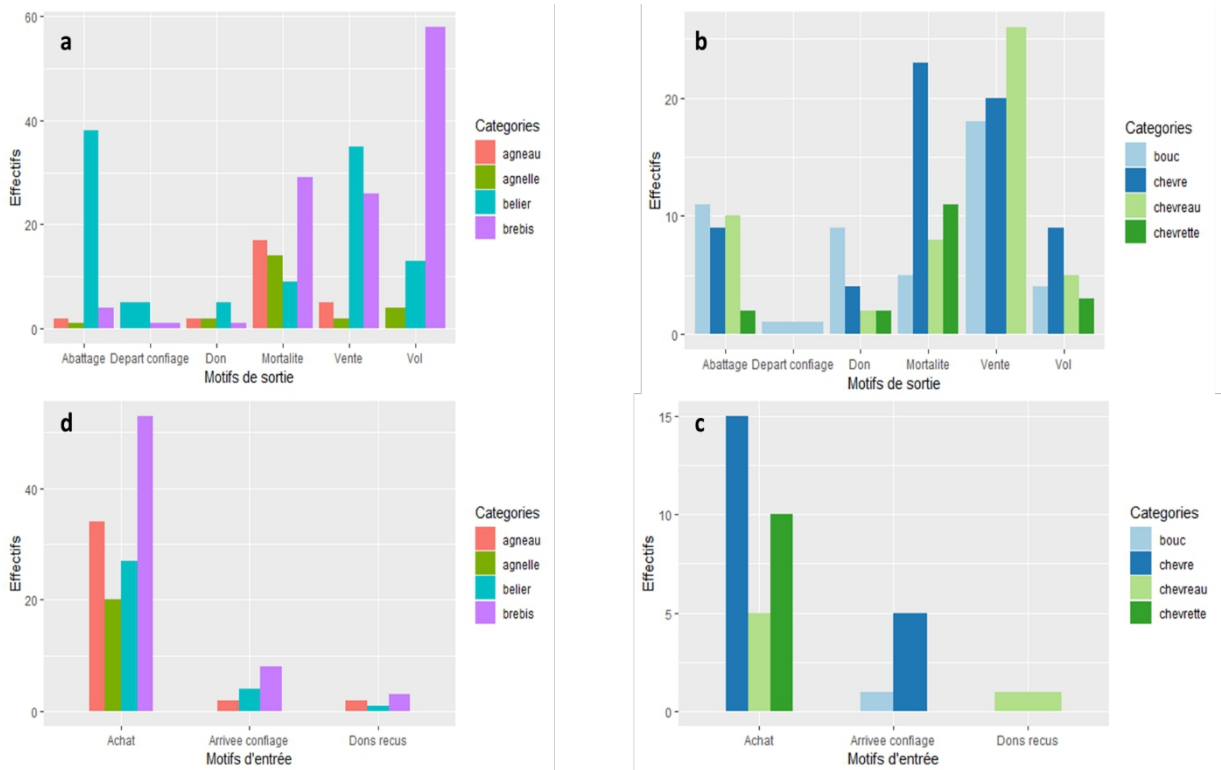 a
60
40
20
0
Effectifs
Abattage Depart confiage Don Mortalite Vente Vol
Motifs de sortie
Categories
agneau
agnelle
belier
brebis
b
20
10
0
Effectifs
Abattage Depart confiage Don Mortalite Vente Vol
Motifs de sortie
Categories
bouc
chevre
chevreau
chevrette
d
40
20
0
Effectifs
Achat Arrivee confiage Dons recus
Motifs d'entrée
Categories
agneau
agnelle
belier
brebis
c
15
10
5
0
Effectifs
Achat Arrivee confiage Dons recus
Motifs d'entrée
Categories
bouc
chevre
chevreau
chevrette